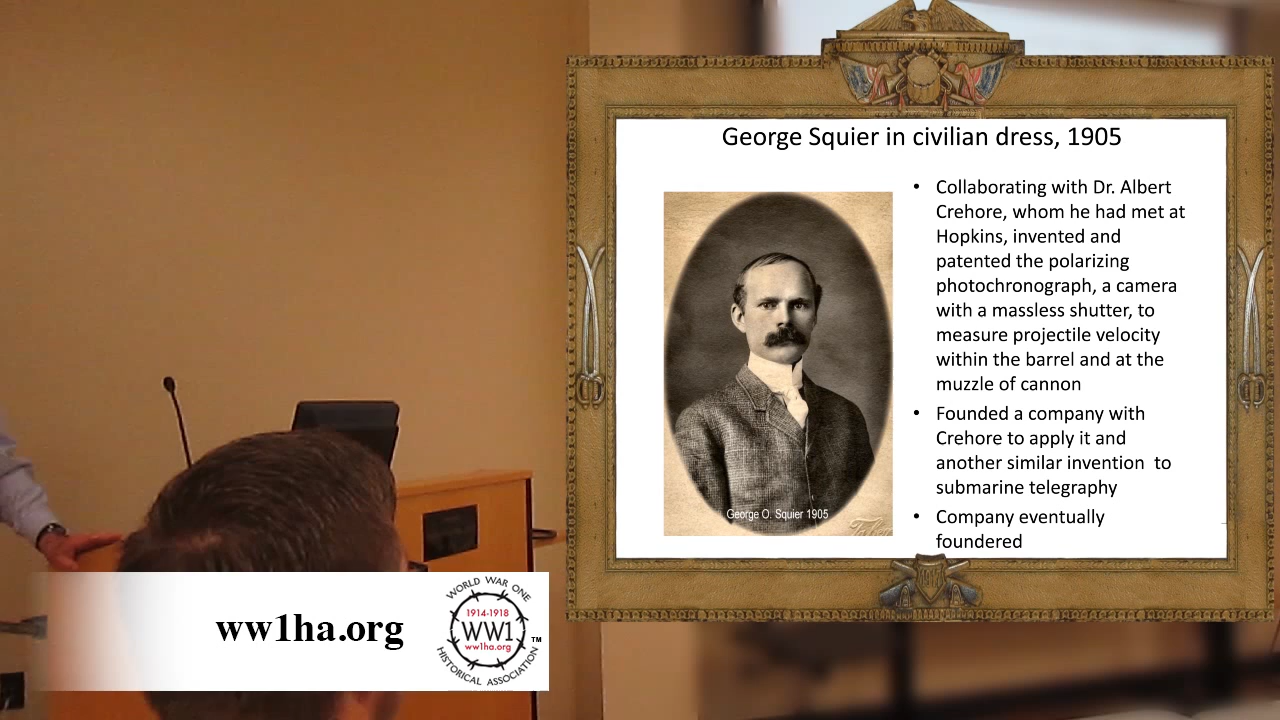 George Squier in civilian dress, 1905
• Collaborating with Dr. Albert
Crehore, whom he had met at
Hopkins, invented and
patented the polarizing
photochronograph, a camera
with a massless shutter, to
measure projectile velocity
within the barrel and at the
muzzle of cannon
• Founded a company with
Crehore to apply it and
another similar invention to
submarine telegraphy
• Company eventually
foundered
George O. Squier 1905
ww1ha.org
WORLD WAR ONE
1914-1918
WW1
ww1ha.org
HISTORICAL ASSOCIATION
TM